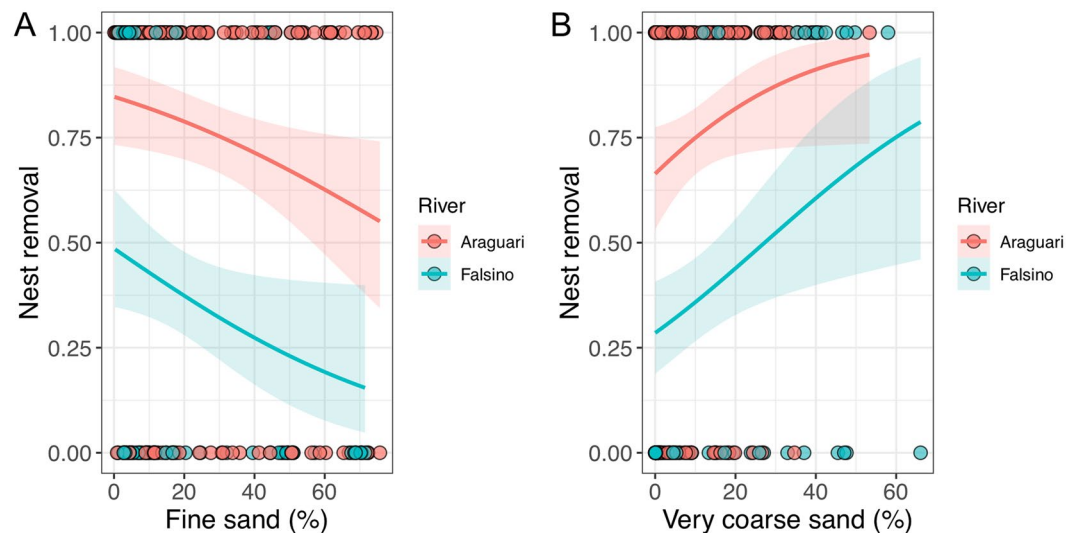 A
1.00
0.75
0.50
0.25
0.00
Nest removal
0 20 40 60
Fine sand (%)
River
Araguari
Falsino
B
1.00
0.75
0.50
0.25
0.00
Nest removal
0 20 40 60
Very coarse sand (%)
River
Araguari
Falsino